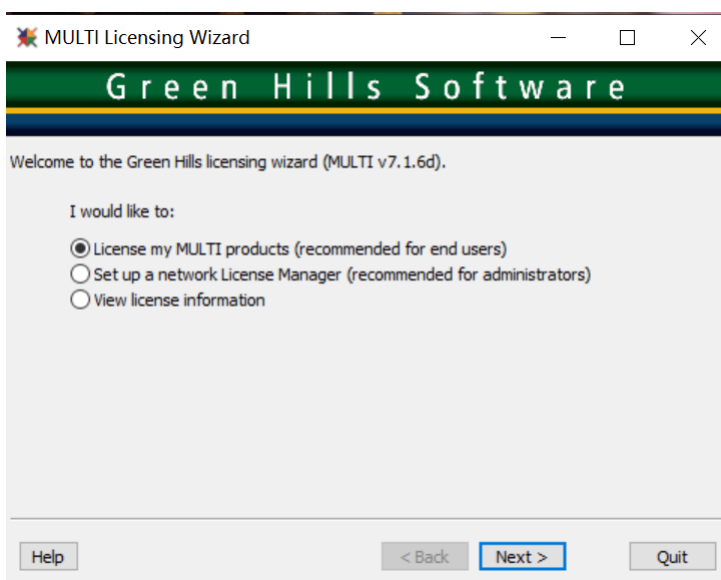 MULTI Licensing Wizard
Green Hills Software
Welcome to the Green Hills licensing wizard (MULTI v7.1.6d).
I would like to:
License my MULTI products (recommended for end users)
Set up a network License Manager (recommended for administrators)
View license information
Help < Back Next > Quit